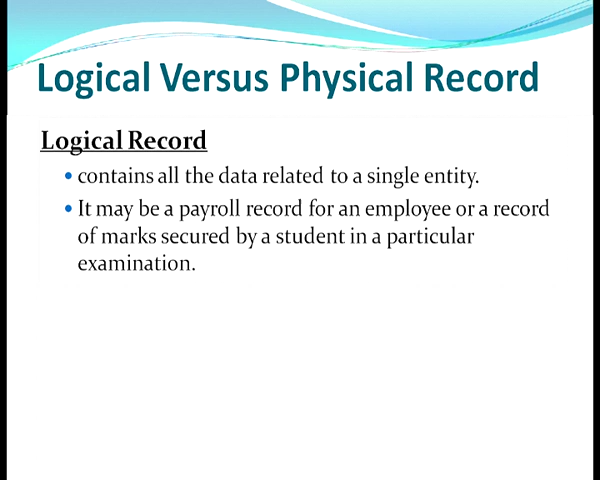 Logical Versus Physical Record
Logical Record
• contains all the data related to a single entity.
• It may be a payroll record for an employee or a record
of marks secured by a student in a particular
examination.